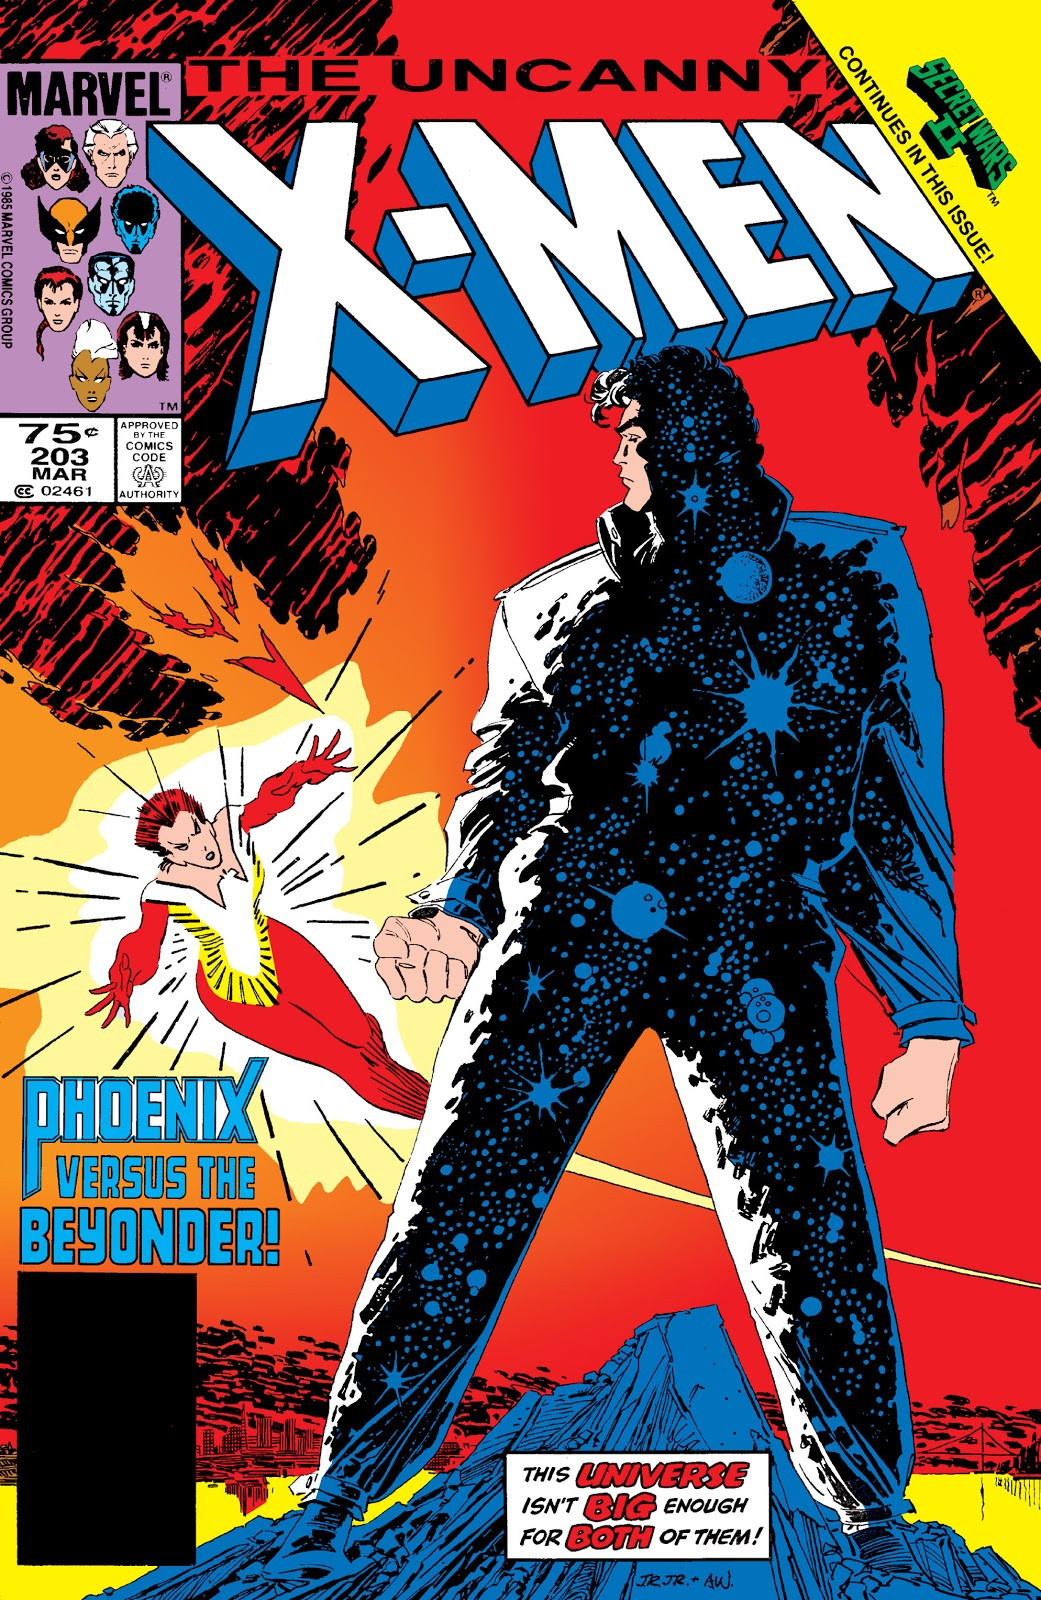 MARVEL®
THE UNCANNY
X-MEN
®
CONTINUES IN THIS ISSUE!
SECRET WARS
II
™
©1985 MARVEL COMICS GROUP
TM
75¢
203
MAR
CC 02461
APPROVED
BY THE
COMICS
CODE
A
AUTHORITY
PHOENIX
VERSUS THE
BEYONDER!
THIS UNIVERSE
ISN'T BIG ENOUGH
FOR BOTH OF THEM!
J.R.JR. + A.W.